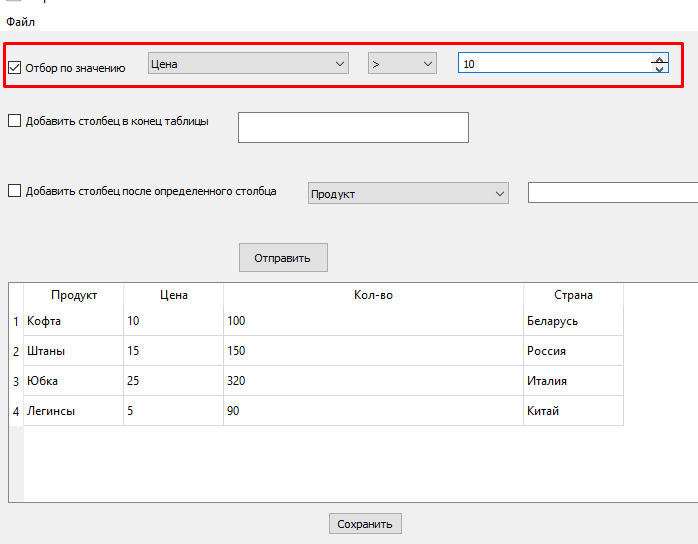 Файл
Отбор по значению Цена > 10
Добавить столбец в конец таблицы
Добавить столбец после определенного столбца Продукт
Отправить
Продукт Цена Кол-во Страна
1 Кофта 10 100 Беларусь
2 Штаны 15 150 Россия
3 Юбка 25 320 Италия
4 Легинсы 5 90 Китай
Сохранить